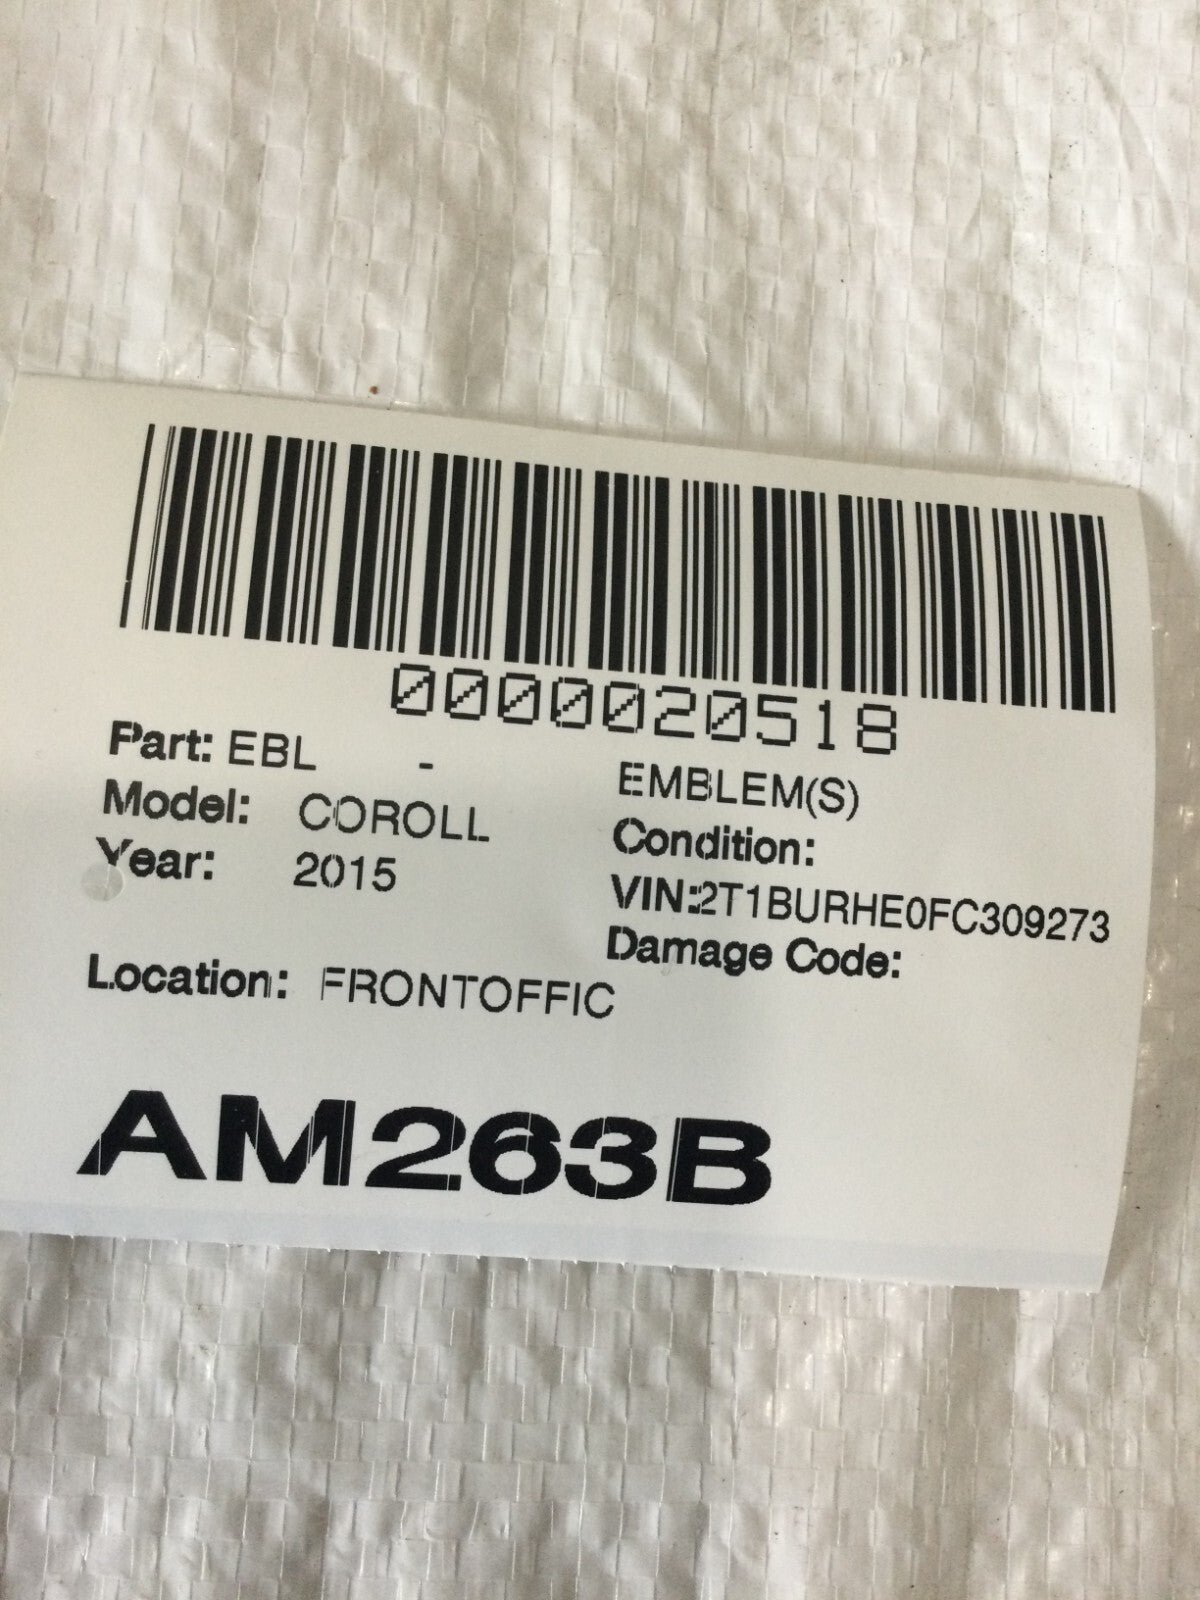 0000020518
Part: EBL - EMBLEM(S)
Model: COROLL Condition:
Year: 2015 VIN:2T1BURHE0FC309273
Damage Code:
Location: FRONTOFFIC
AM263B